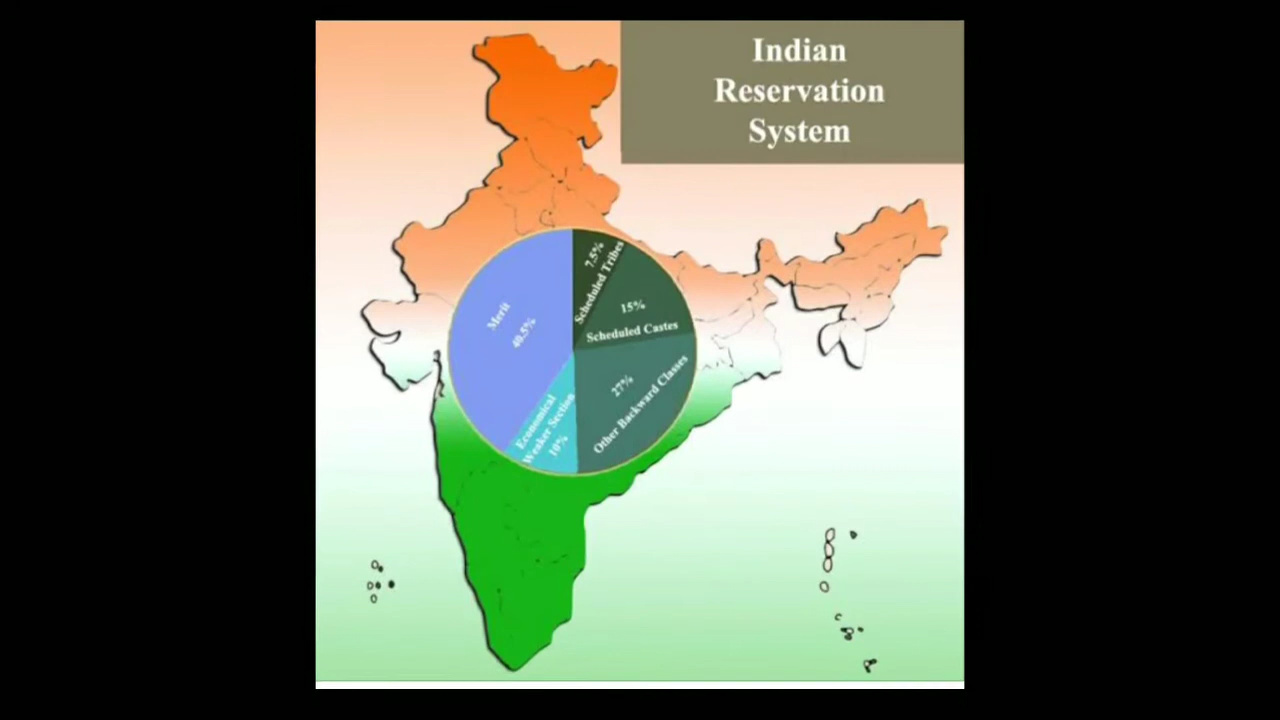 Indian
Reservation
System
7.5%
Scheduled Tribes
15%
Scheduled Castes
27%
Other Backward Classes
Economical
Weaker Section
10%
Merit
40.5%